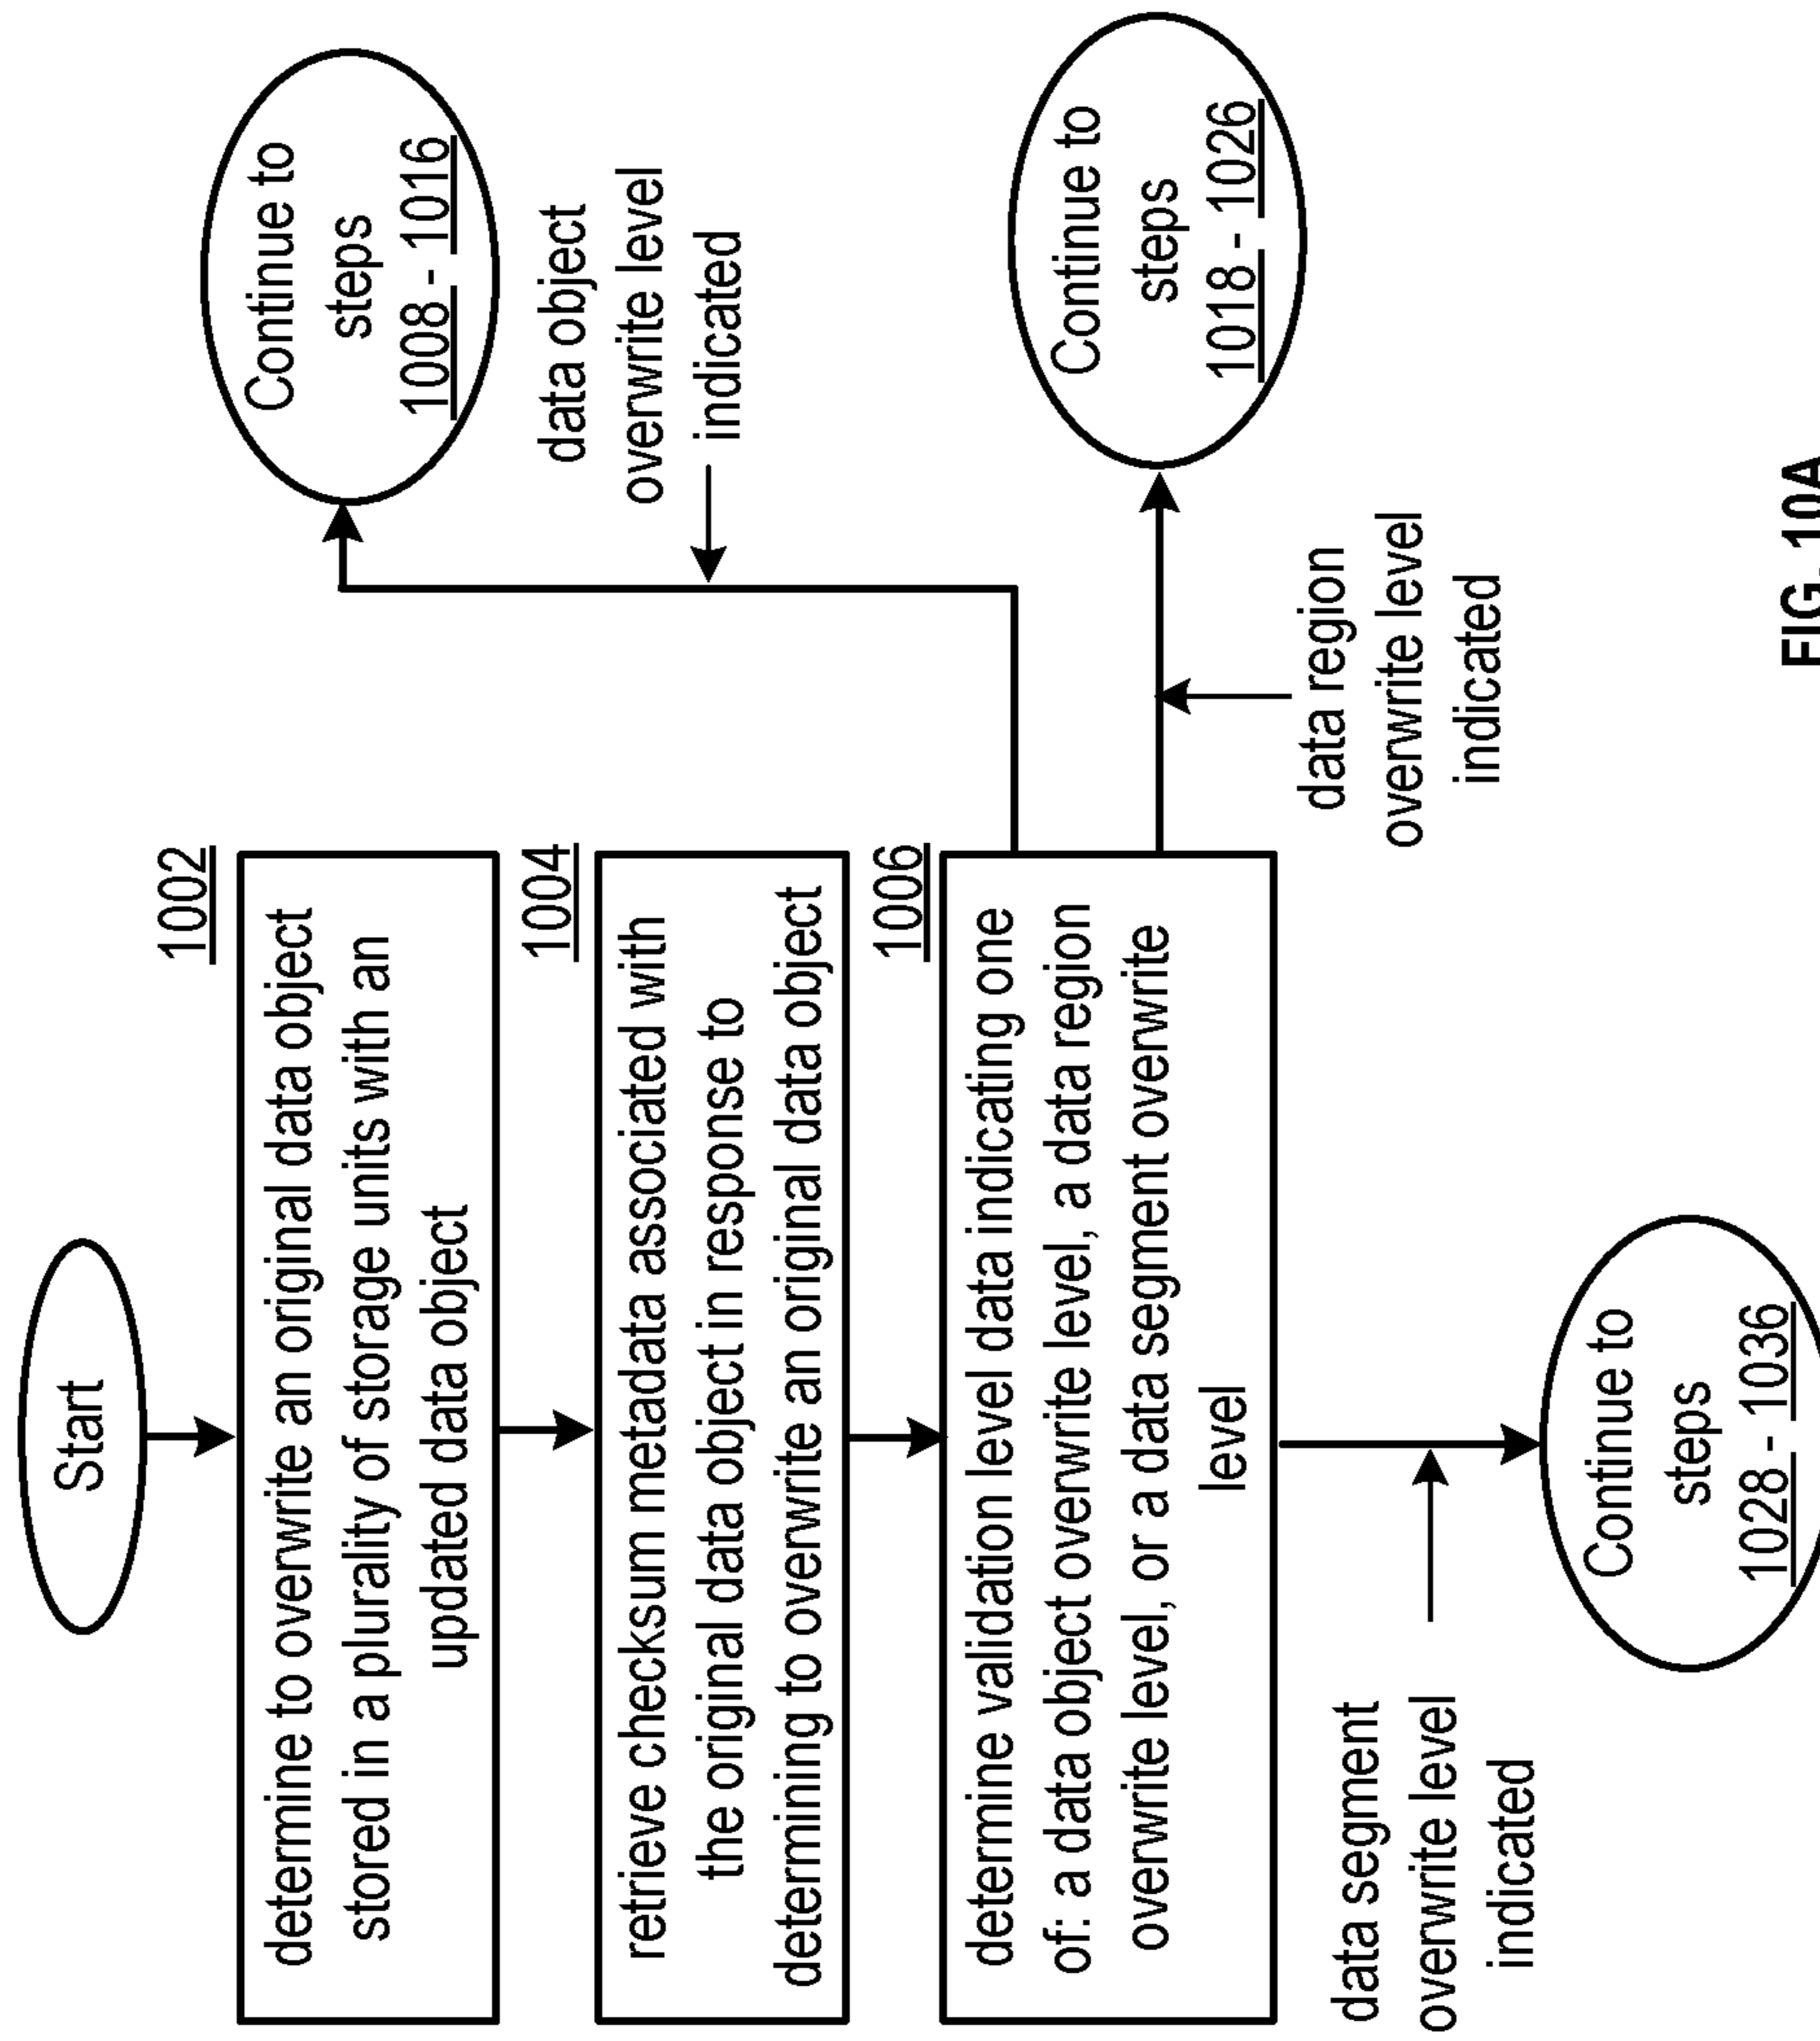 Start
1002
determine to overwrite an original data object
stored in a plurality of storage units with an
updated data object
1004
retrieve checksum metadata associated with
the original data object in response to
determining to overwrite an original data object
1006
determine validation level data indicating one
of: a data object overwrite level, a data region
overwrite level, or a data segment overwrite
level
Continue to
steps
1008 - 1016
data object
overwrite level
indicated
Continue to
steps
1018 - 1026
data region
overwrite level
indicated
data segment
overwrite level
indicated
Continue to
steps
1028 - 1036
FIG. 10A